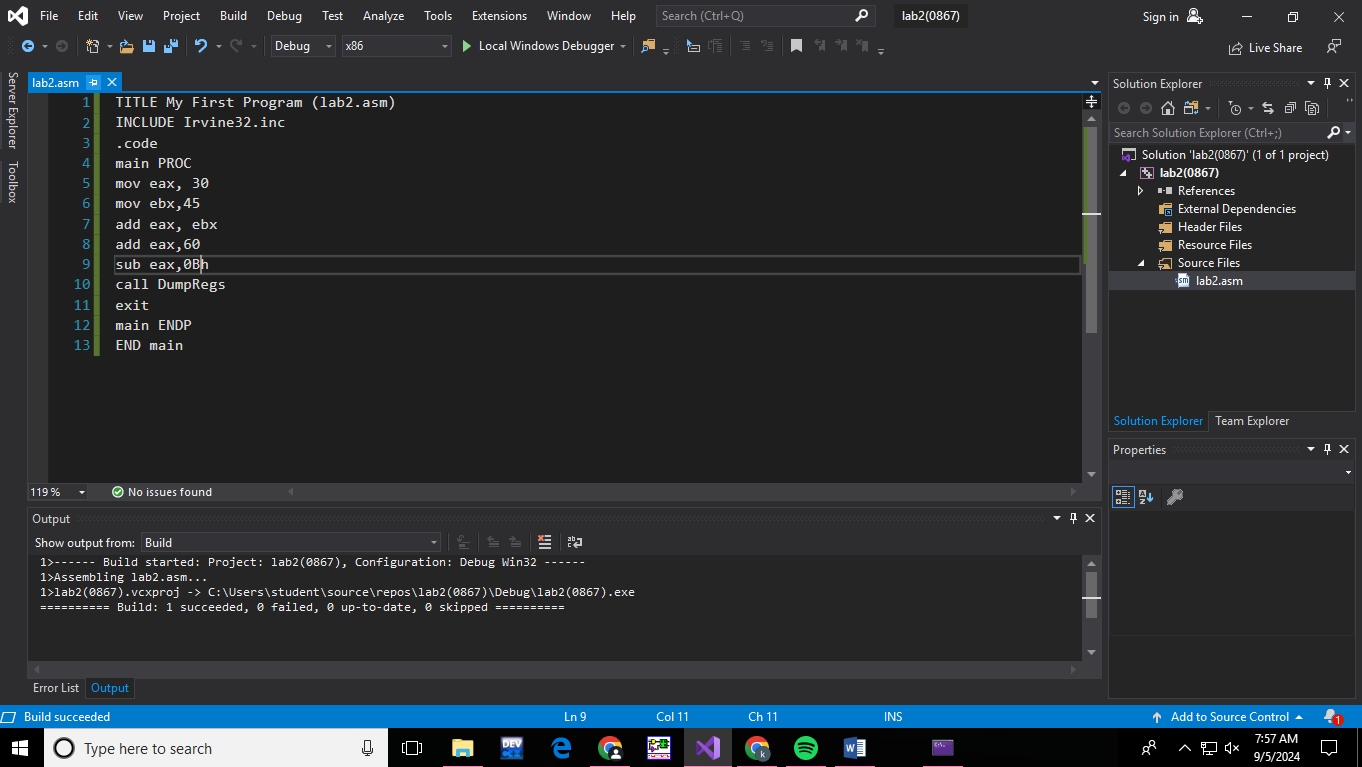 File Edit View Project Build Debug Test Analyze Tools Extensions Window Help Search (Ctrl+Q) lab2(0867) Sign in
Debug x86 Local Windows Debugger Live Share
Server Explorer
Toolbox
lab2.asm
1 TITLE My First Program (lab2.asm)
2 INCLUDE Irvine32.inc
3 .code
4 main PROC
5 mov eax, 30
6 mov ebx,45
7 add eax, ebx
8 add eax,60
9 sub eax,0Bh
10 call DumpRegs
11 exit
12 main ENDP
13 END main
119 % No issues found
Output
Show output from: Build
1>------ Build started: Project: lab2(0867), Configuration: Debug Win32 ------
1>Assembling lab2.asm...
1>lab2(0867).vcxproj -> C:\Users\student\source\repos\lab2(0867)\Debug\lab2(0867).exe
========== Build: 1 succeeded, 0 failed, 0 up-to-date, 0 skipped ==========
Error List Output
Solution Explorer
Search Solution Explorer (Ctrl+;)
Solution 'lab2(0867)' (1 of 1 project)
lab2(0867)
References
External Dependencies
Header Files
Resource Files
Source Files
lab2.asm
Solution Explorer Team Explorer
Properties
Build succeeded Ln 9 Col 11 Ch 11 INS Add to Source Control 1
Type here to search DEV C++ k 7:57 AM
9/5/2024